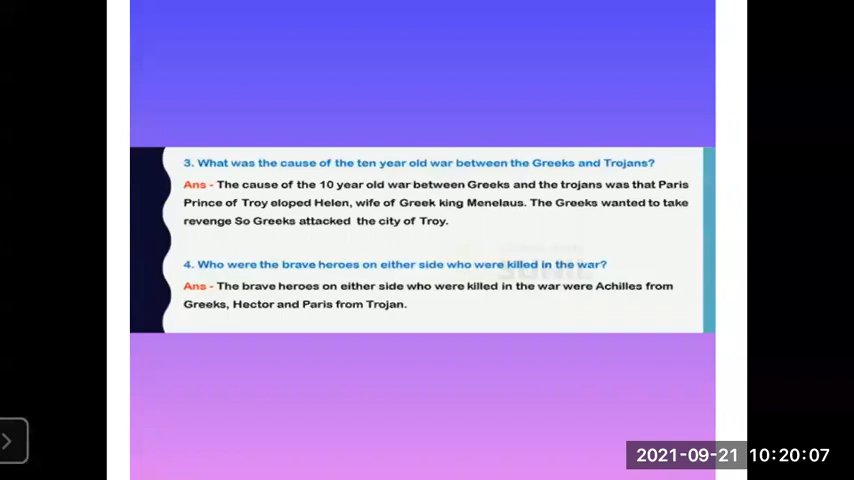 3. What was the cause of the ten year old war between the Greeks and Trojans?
Ans - The cause of the 10 year old war between Greeks and the trojans was that Paris
Prince of Troy eloped Helen, wife of Greek king Menelaus. The Greeks wanted to take
revenge So Greeks attacked the city of Troy.
4. Who were the brave heroes on either side who were killed in the war?
Ans - The brave heroes on either side who were killed in the war were Achilles from
Greeks, Hector and Paris from Trojan.
2021-09-21 10:20:07